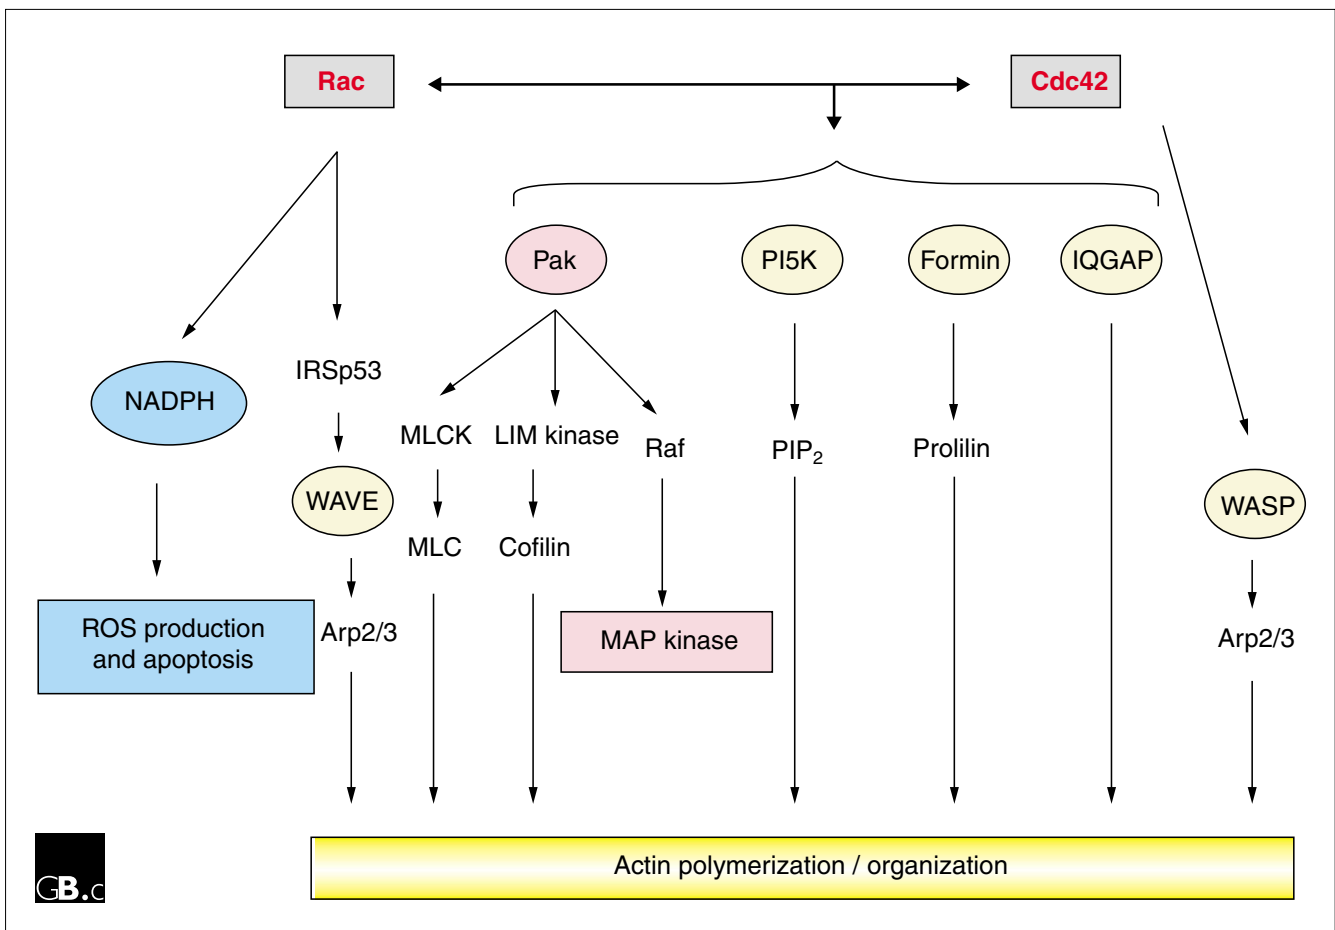 Rac
Cdc42
Pak
PI5K
Formin
IQGAP
IRSp53
NADPH
MLCK
LIM kinase
Raf
PIP₂
Prolilin
WAVE
WASP
MLC
Cofilin
ROS production
and apoptosis
Arp2/3
MAP kinase
Arp2/3
Actin polymerization / organization
GB.c